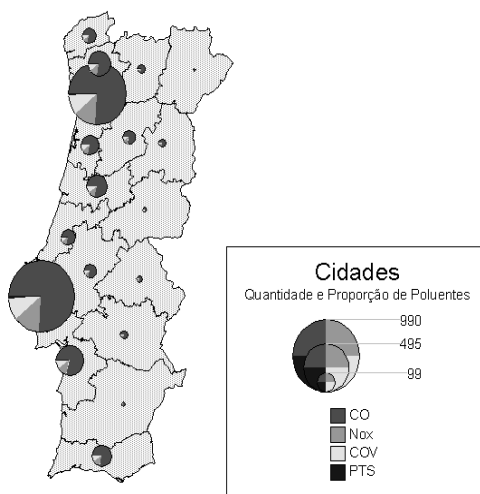 Cidades
Quantidade e Proporção de Poluentes
990
495
99
CO
Nox
COV
PTS